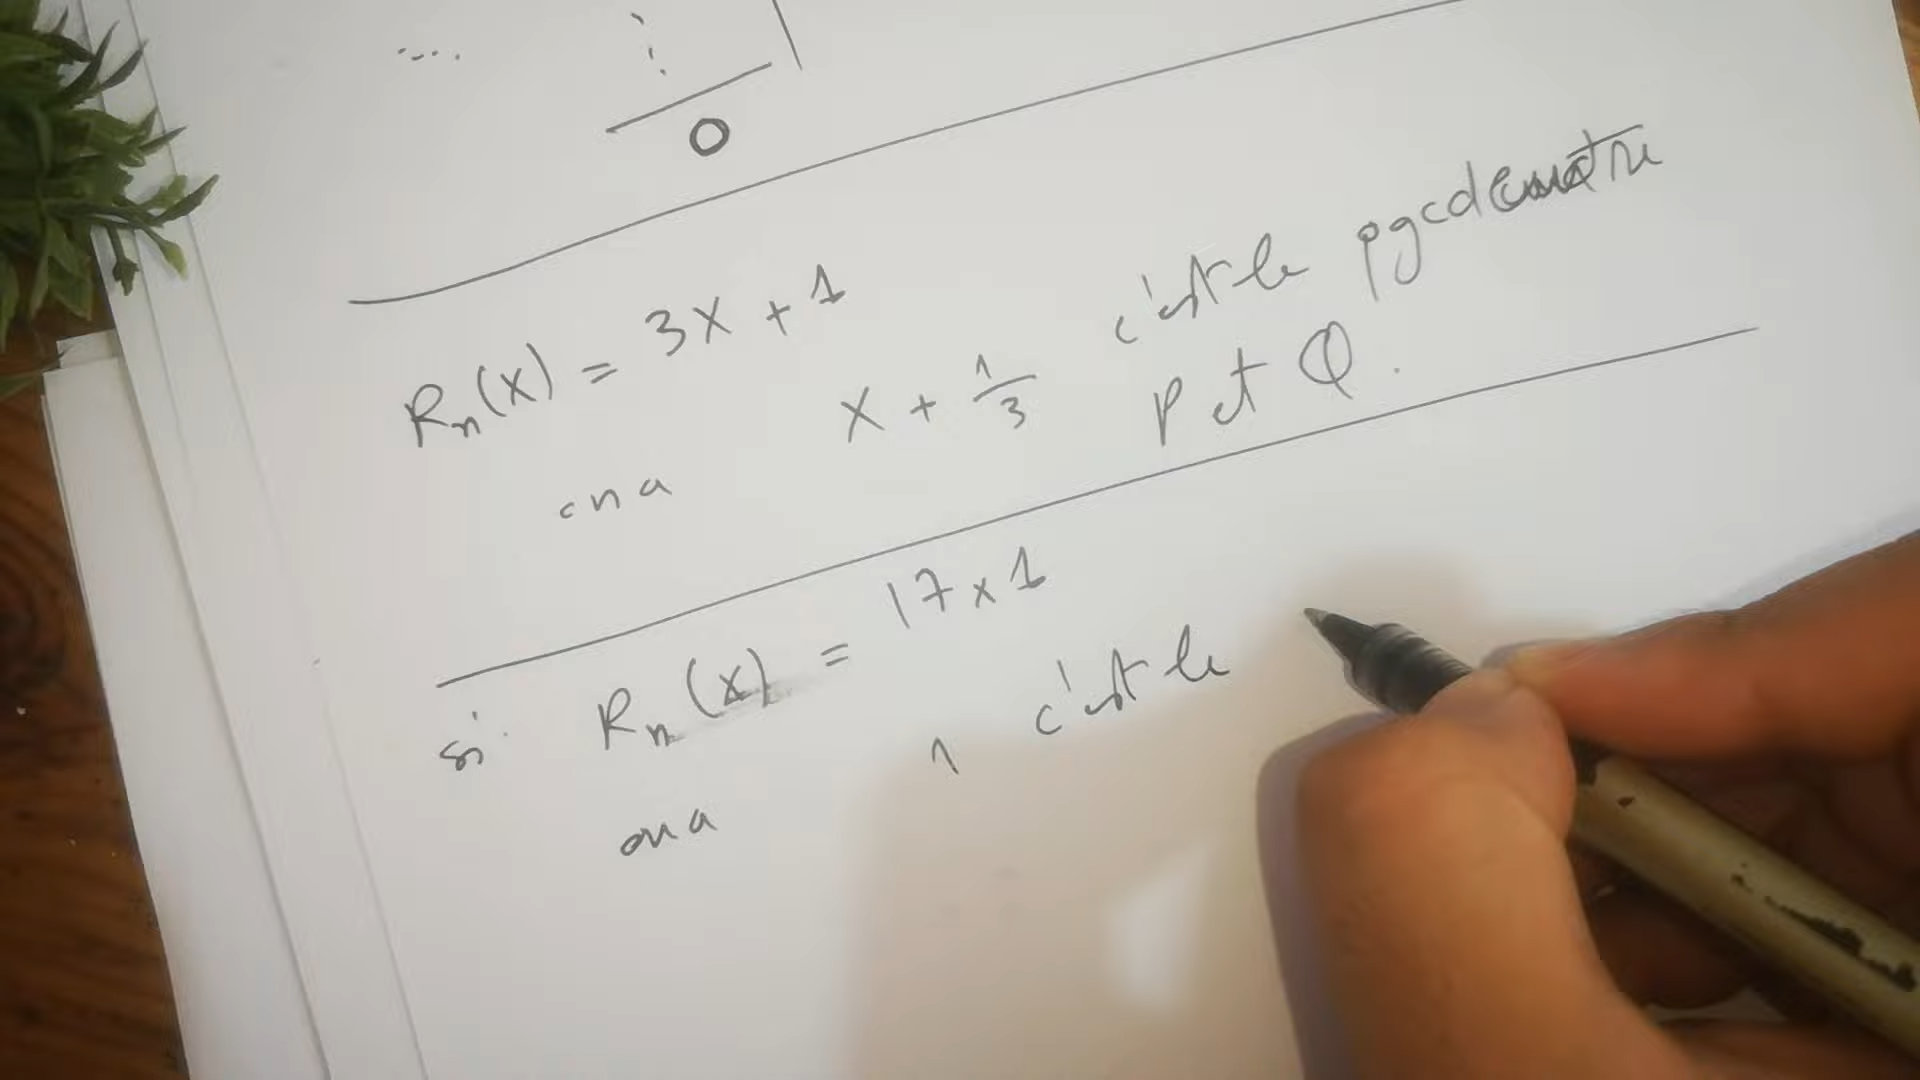 0
Rn(X) = 3X + 1
on a X + 1/3 c'est le pgcd entre
P et Q.
si Rn(X) = 17 x 1
on a 1 c'est le